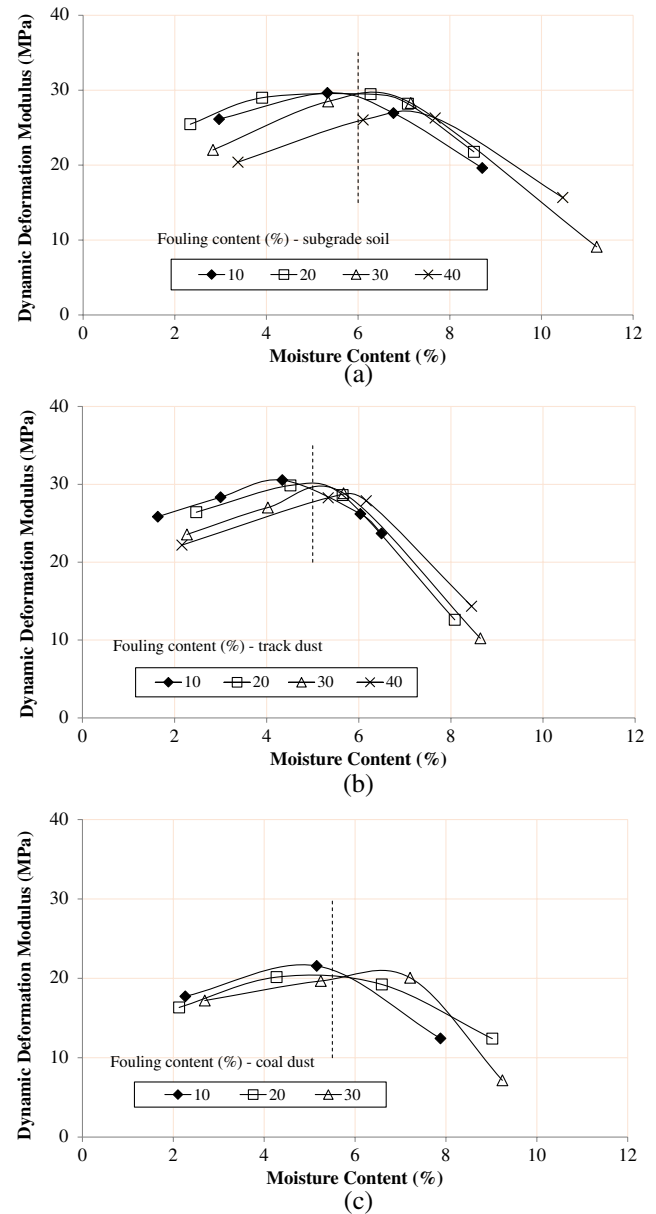 Dynamic Deformation Modulus (MPa)
40
30
20
10
0
Fouling content (%) - subgrade soil
10 20 30 40
0 2 4 6 8 10 12
Moisture Content (%)
(a)
Dynamic Deformation Modulus (MPa)
40
30
20
10
0
Fouling content (%) - track dust
10 20 30 40
0 2 4 6 8 10 12
Moisture Content (%)
(b)
Dynamic Deformation Modulus (MPa)
40
30
20
10
0
Fouling content (%) - coal dust
10 20 30
0 2 4 6 8 10 12
Moisture Content (%)
(c)